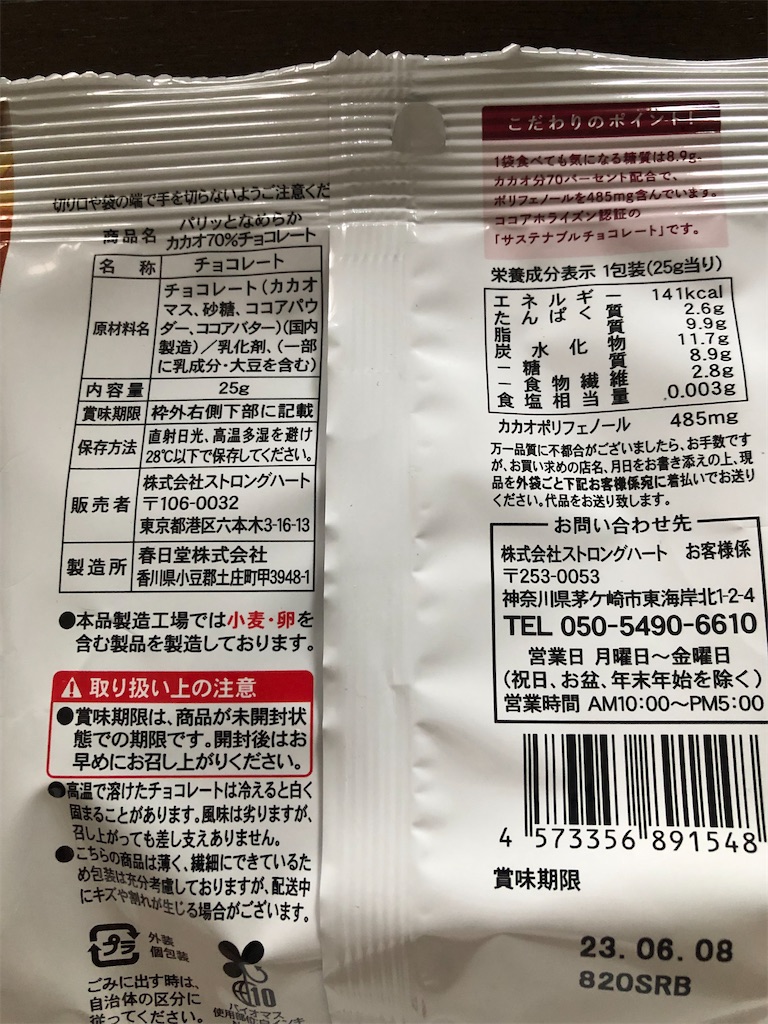 切り口や袋の端で手を切らないようご注意くだ
商品名 パリッとなめらか
カカオ70%チョコレート
名 称 チョコレート
原材料名 チョコレート(カカオ
マス、砂糖、ココアパウ
ダー、ココアバター)(国内
製造)/乳化剤、(一部
に乳成分・大豆を含む)
内容量 25g
賞味期限 枠外右側下部に記載
保存方法 直射日光、高温多湿を避け
28℃以下で保存してください。
販売者 株式会社ストロングハート
〒106-0032
東京都港区六本木3-16-13
製造所 春日堂株式会社
香川県小豆郡土庄町甲3948-1
●本品製造工場では小麦・卵を
含む製品を製造しております。
取り扱い上の注意
●賞味期限は、商品が未開封状
態での期限です。開封後はお
早めにお召し上がりください。
●高温で溶けたチョコレートは冷えると白く
固まることがあります。風味は劣りますが、
召し上がっても差し支えありません。
●こちらの商品は薄く、繊細にできているた
め包装は充分考慮しておりますが、配送中
にキズや割れが生じる場合がございます。
プラ
外装
個包装
ごみに出す時は、
自治体の区分に
従ってください。
10
バイオマス
こだわりのポイント!
1袋食べても気になる糖質は8.9g。
カカオ分70パーセント配合で、
ポリフェノールを485mg含んでいます。
ココアホライズン認証の
「サステナブルチョコレート」です。
栄養成分表示 1包装(25g当り)
エネルギー 141kcal
たんぱく質 2.6g
脂質 9.9g
炭水化物 11.7g
-糖質 8.9g
-食物繊維 2.8g
食塩相当量 0.003g
カカオポリフェノール 485mg
万一品質に不都合がございましたら、お手数です
が、お買い求めの店名、月日をお書き添えの上、現
品を外袋ごと下記お客様係宛に着払いでお送り
ください。代品をお送り致します。
お問い合わせ先
株式会社ストロングハート お客様係
〒253-0053
神奈川県茅ケ崎市東海岸北1-2-4
TEL 050-5490-6610
営業日 月曜日〜金曜日
(祝日、お盆、年末年始を除く)
営業時間 AM10:00〜PM5:00
4 573356 891548
賞味期限
23.06.08
820SRB